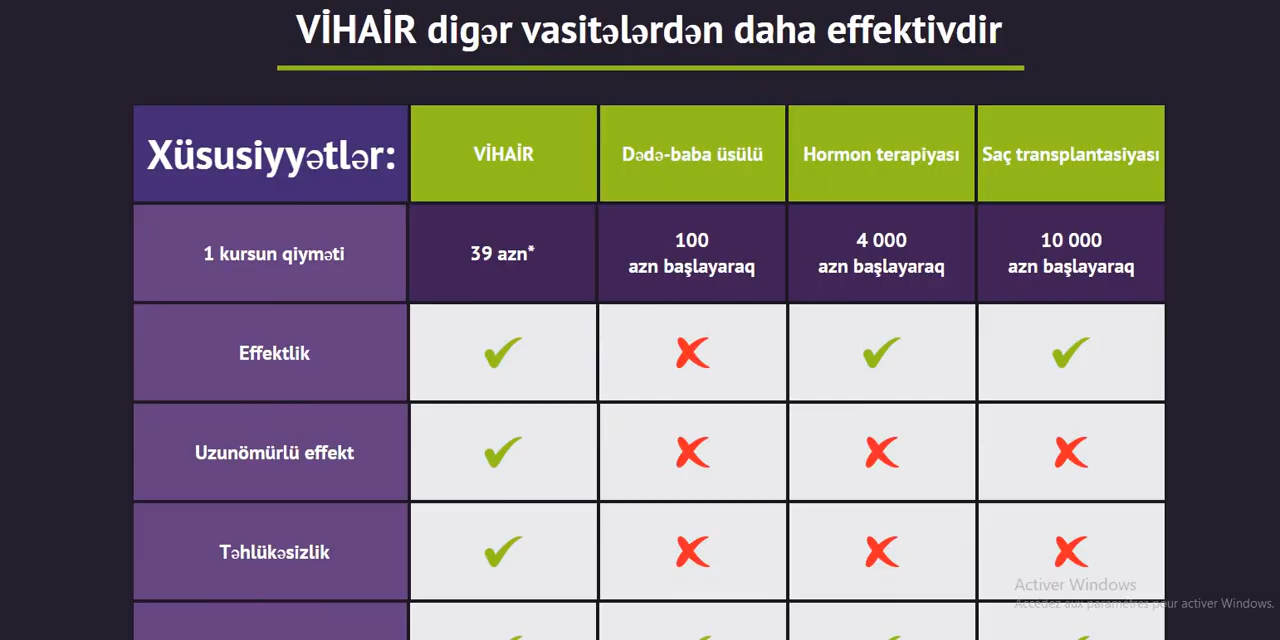 VİHAİR digər vasitələrdən daha effektivdir
Xüsusiyyətlər:
VİHAİR
Dədə-baba üsülü
Hormon terapiyası
Saç transplantasiyası
1 kursun qiyməti
39 azn*
100
azn başlayaraq
4 000
azn başlayaraq
10 000
azn başlayaraq
Effektlik
Uzunömürlü effekt
Təhlükəsizlik
Activer Windows
Accédez aux paramètres pour activer Windows.